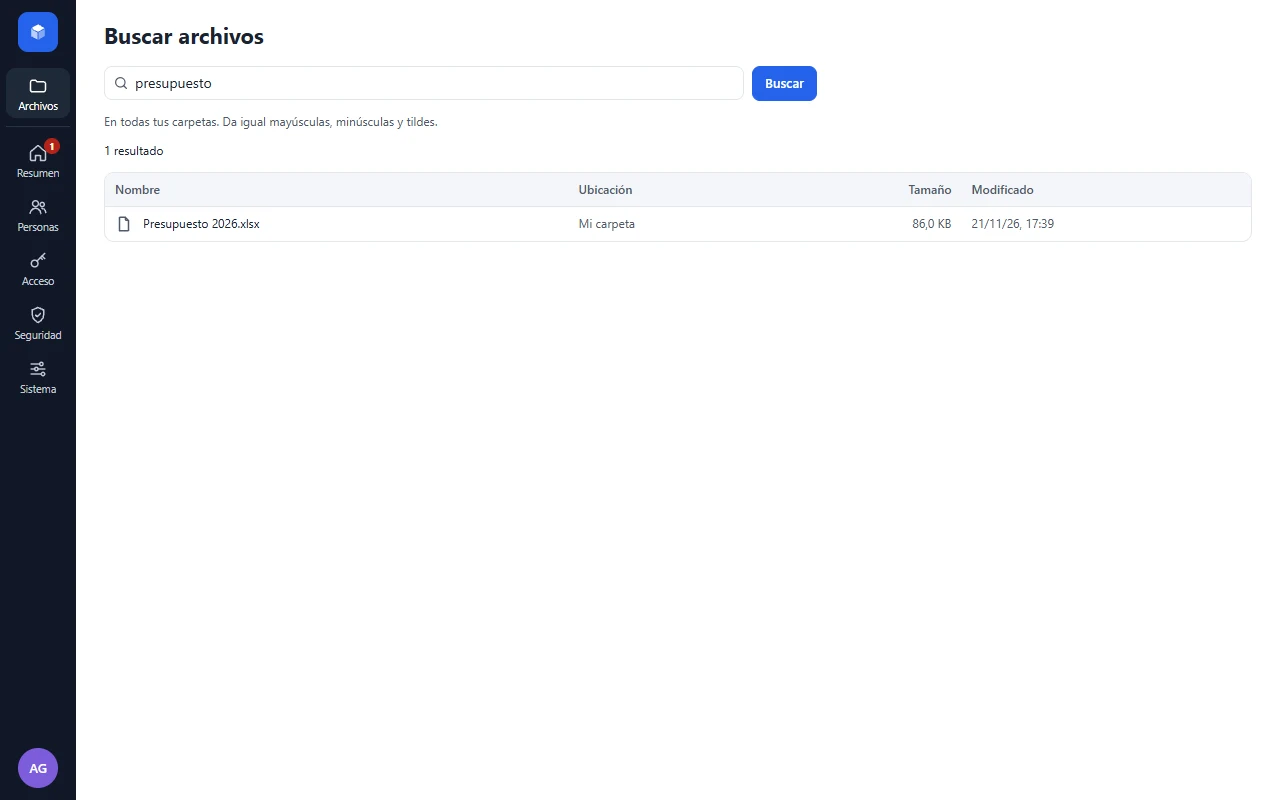 Buscar archivos
presupuesto
Buscar
En todas tus carpetas. Da igual mayúsculas, minúsculas y tildes.
1 resultado
Nombre Ubicación Tamaño Modificado
Presupuesto 2026.xlsx Mi carpeta 86,0 KB 21/11/26, 17:39
Archivos
1
Resumen
Personas
Acceso
Seguridad
Sistema
AG